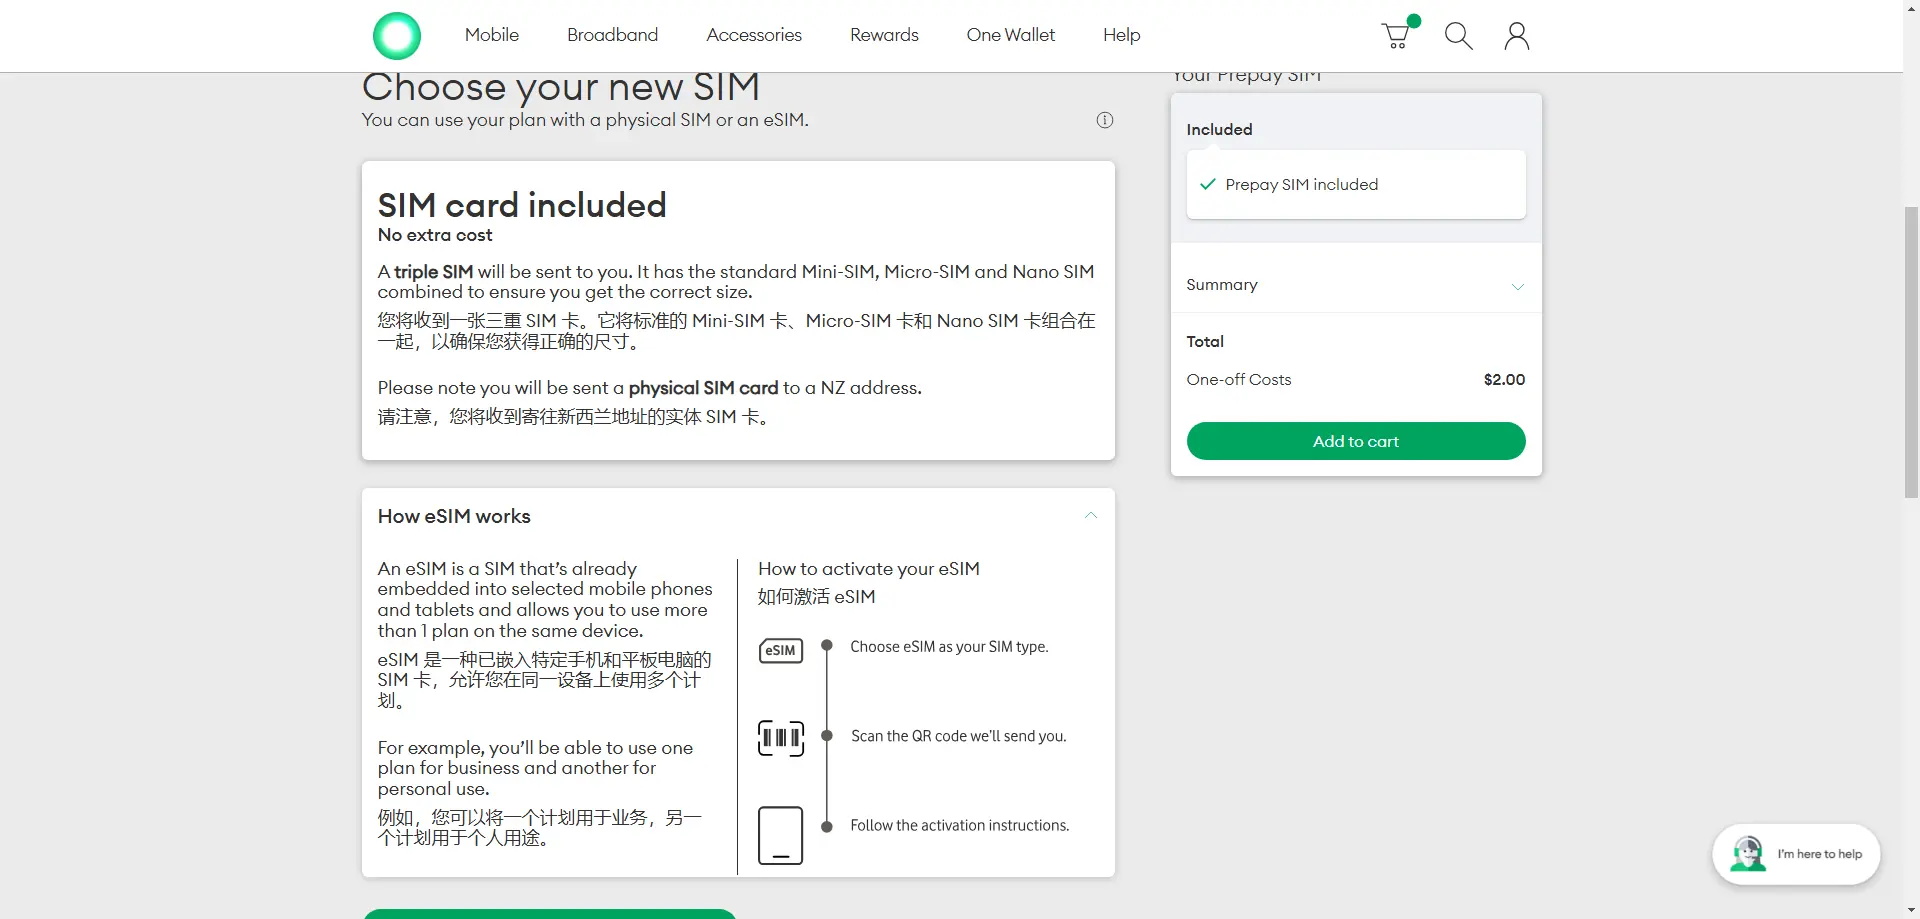 Mobile
Broadband
Accessories
Rewards
One Wallet
Help
Choose your new SIM
You can use your plan with a physical SIM or an eSIM.
SIM card included
No extra cost
A triple SIM will be sent to you. It has the standard Mini-SIM, Micro-SIM and Nano SIM
combined to ensure you get the correct size.
您将收到一张三重 SIM 卡。它将标准的 Mini-SIM 卡、Micro-SIM 卡和 Nano SIM 卡组合在
一起，以确保您获得正确的尺寸。
Please note you will be sent a physical SIM card to a NZ address.
请注意，您将收到寄往新西兰地址的实体 SIM 卡。
How eSIM works
An eSIM is a SIM that's already
embedded into selected mobile phones
and tablets and allows you to use more
than 1 plan on the same device.
eSIM 是一种已嵌入特定手机和平板电脑的
SIM 卡，允许您在同一设备上使用多个计
划。
For example, you'll be able to use one
plan for business and another for
personal use.
例如，您可以将一个计划用于业务，另一
个计划用于个人用途。
How to activate your eSIM
如何激活 eSIM
eSIM
Choose eSIM as your SIM type.
Scan the QR code we'll send you.
Follow the activation instructions.
Your Prepay SIM
Included
Prepay SIM included
Summary
Total
One-off Costs
$2.00
Add to cart
I'm here to help